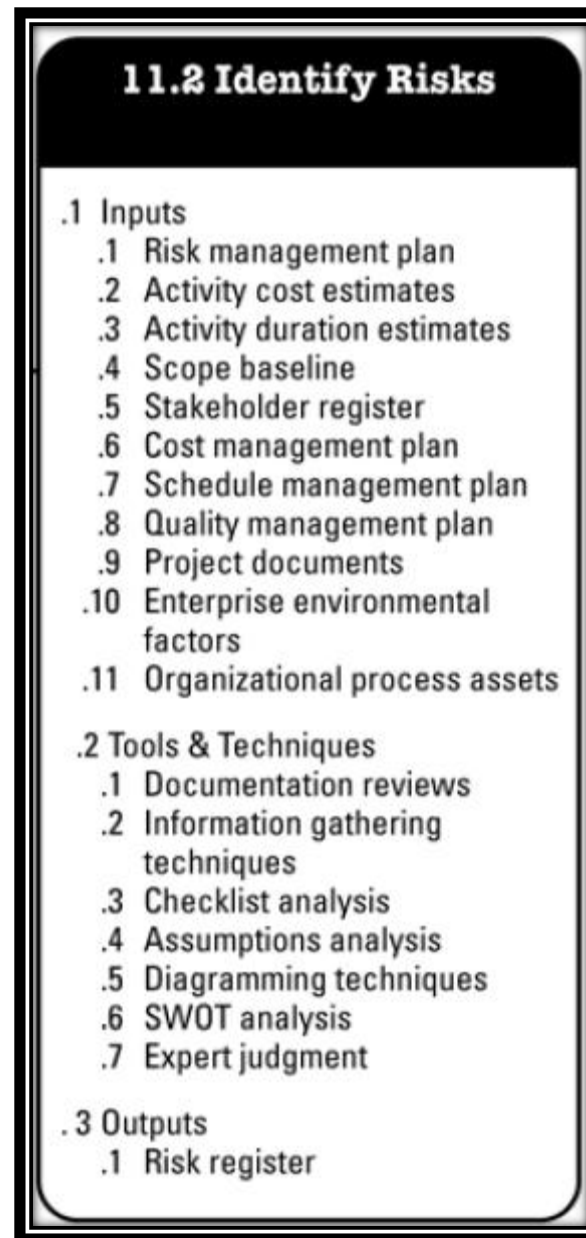 11.2 Identify Risks
.1 Inputs
.1 Risk management plan
.2 Activity cost estimates
.3 Activity duration estimates
.4 Scope baseline
.5 Stakeholder register
.6 Cost management plan
.7 Schedule management plan
.8 Quality management plan
.9 Project documents
.10 Enterprise environmental
factors
.11 Organizational process assets
.2 Tools & Techniques
.1 Documentation reviews
.2 Information gathering
techniques
.3 Checklist analysis
.4 Assumptions analysis
.5 Diagramming techniques
.6 SWOT analysis
.7 Expert judgment
. 3 Outputs
.1 Risk register